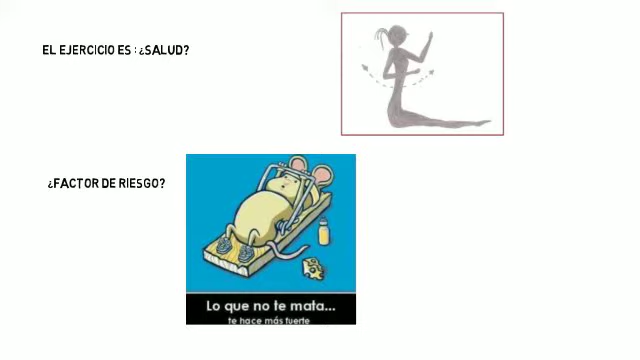 EL EJERCICIO ES : ¿SALUD?
¿FACTOR DE RIESGO?
Lo que no te mata...
te hace más fuerte